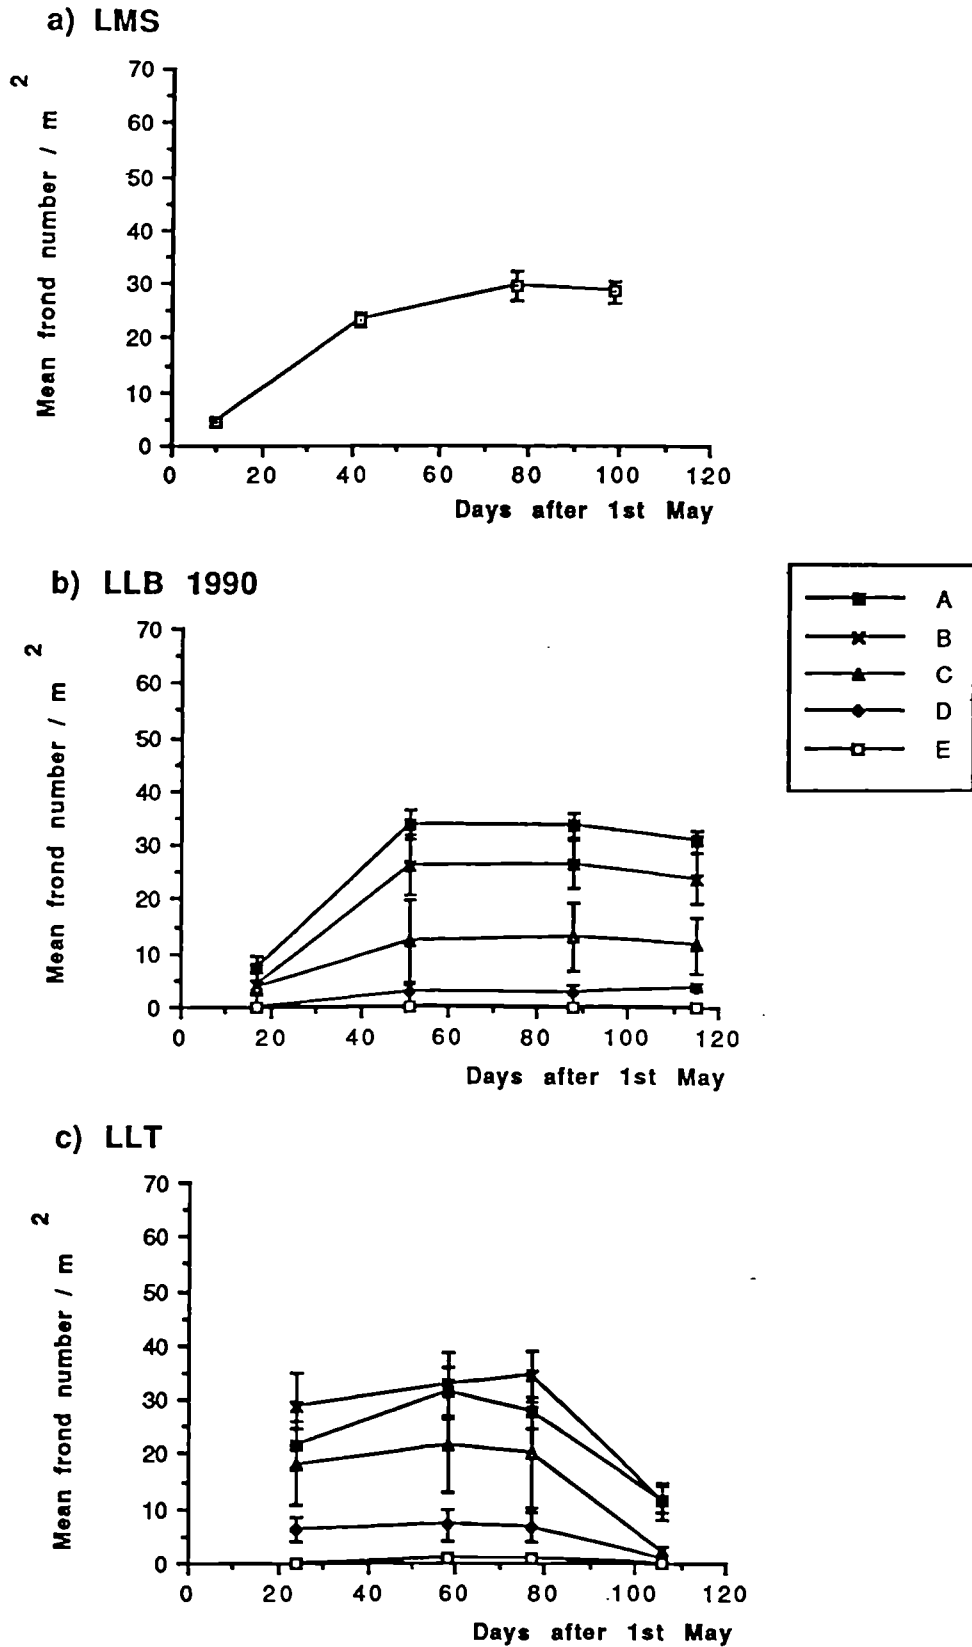 a) LMS
Mean frond number / m 2
70
60
50
40
30
20
10
0
0 20 40 60 80 100 120
Days after 1st May
b) LLB 1990
Mean frond number / m 2
70
60
50
40
30
20
10
0
0 20 40 60 80 100 120
Days after 1st May
A
B
C
D
E
c) LLT
Mean frond number / m 2
70
60
50
40
30
20
10
0
0 20 40 60 80 100 120
Days after 1st May